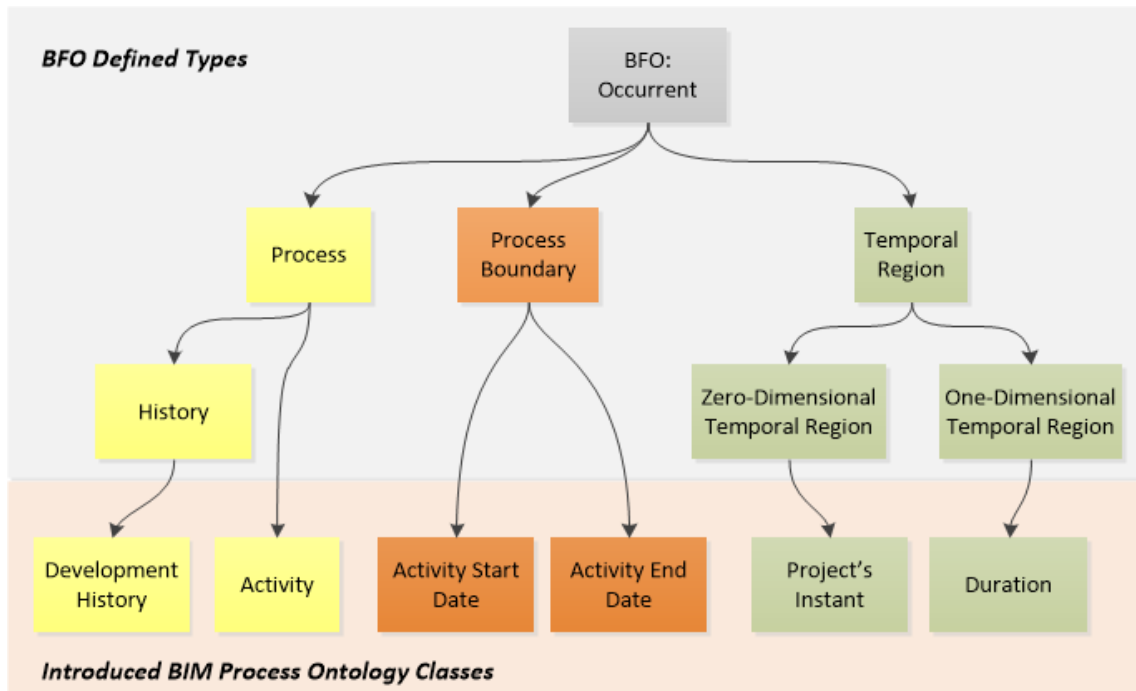 BFO Defined Types
BFO:
Occurrent
Process
Process
Boundary
Temporal
Region
History
Zero-Dimensional
Temporal Region
One-Dimensional
Temporal Region
Development
History
Activity
Activity Start
Date
Activity End
Date
Project's
Instant
Duration
Introduced BIM Process Ontology Classes